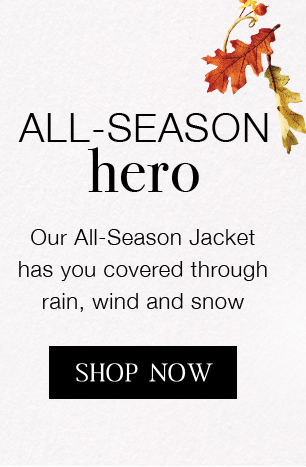 ALL-SEASON
hero
Our All-Season Jacket
has you covered through
rain, wind and snow
SHOP NOW